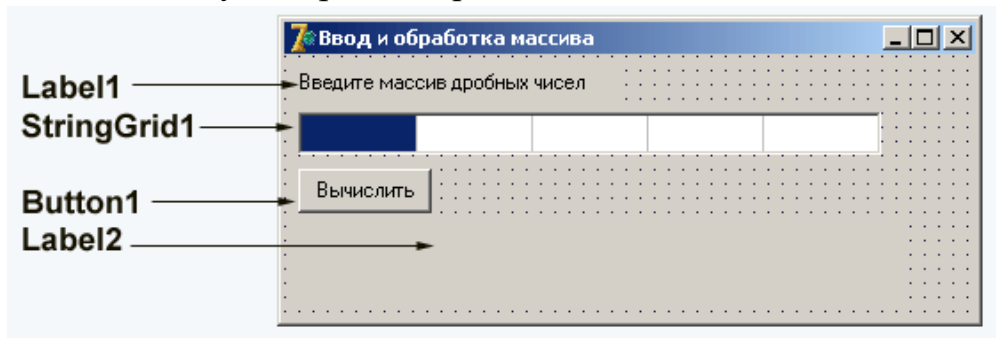 Ввод и обработка массива
Label1
Введите массив дробных чисел
StringGrid1
Button1
Вычислить
Label2